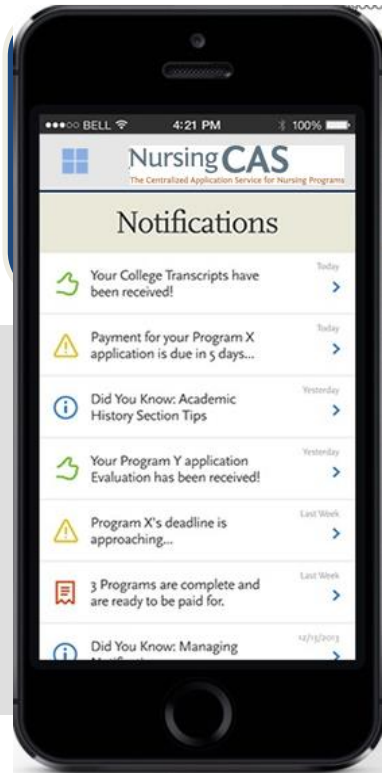 BELL 4:21 PM 100%
NursingCAS
The Centralized Application Service for Nursing Programs
Notifications
Today
Your College Transcripts have
been received!
Today
Payment for your Program X
application is due in 5 days...
Yesterday
Did You Know: Academic
History Section Tips
Yesterday
Your Program Y application
Evaluation has been received!
Last Week
Program X's deadline is
approaching...
Last Week
3 Programs are complete and
are ready to be paid for.
12/13/2013
Did You Know: Managing